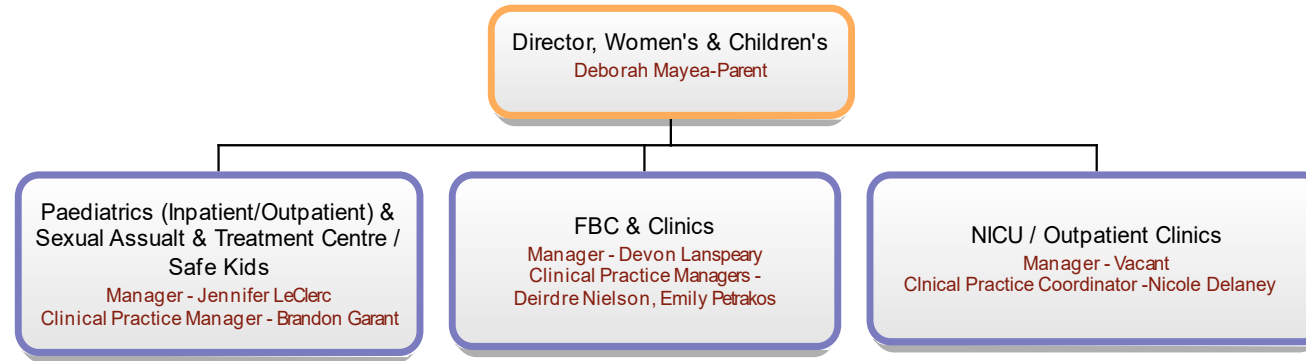 Director, Women's & Children's
Deborah Mayea-Parent
Paediatrics (Inpatient/Outpatient) &
Sexual Assualt & Treatment Centre /
Safe Kids
Manager - Jennifer LeClerc
Clinical Practice Manager - Brandon Garant
FBC & Clinics
Manager - Devon Lanspeary
Clinical Practice Managers -
Deirdre Nielson, Emily Petrakos
NICU / Outpatient Clinics
Manager - Vacant
Clnical Practice Coordinator -Nicole Delaney